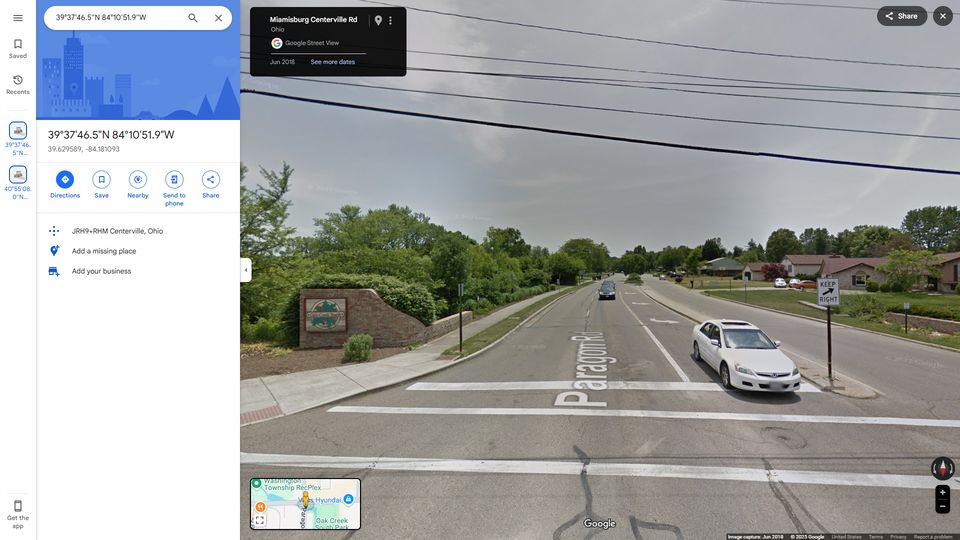 39°37'46.5"N 84°10'51.9"W
Saved
Recents
39°37'46.
5"N...
40°55'08.
0"N...
Get the
app
39°37'46.5"N 84°10'51.9"W
39.629589, -84.181093
Directions
Save
Nearby
Send to
phone
Share
JRH9+RHM Centerville, Ohio
Add a missing place
Add your business
Miamisburg Centerville Rd
Ohio
Google Street View
Jun 2018
See more dates
Share
KEEP
RIGHT
Paragon Rd
Washington
Township RecPlex
Hyundai
Oak Creek
South Park
Google
Image capture: Jun 2018
© 2025 Google
United States
Terms
Privacy
Report a problem